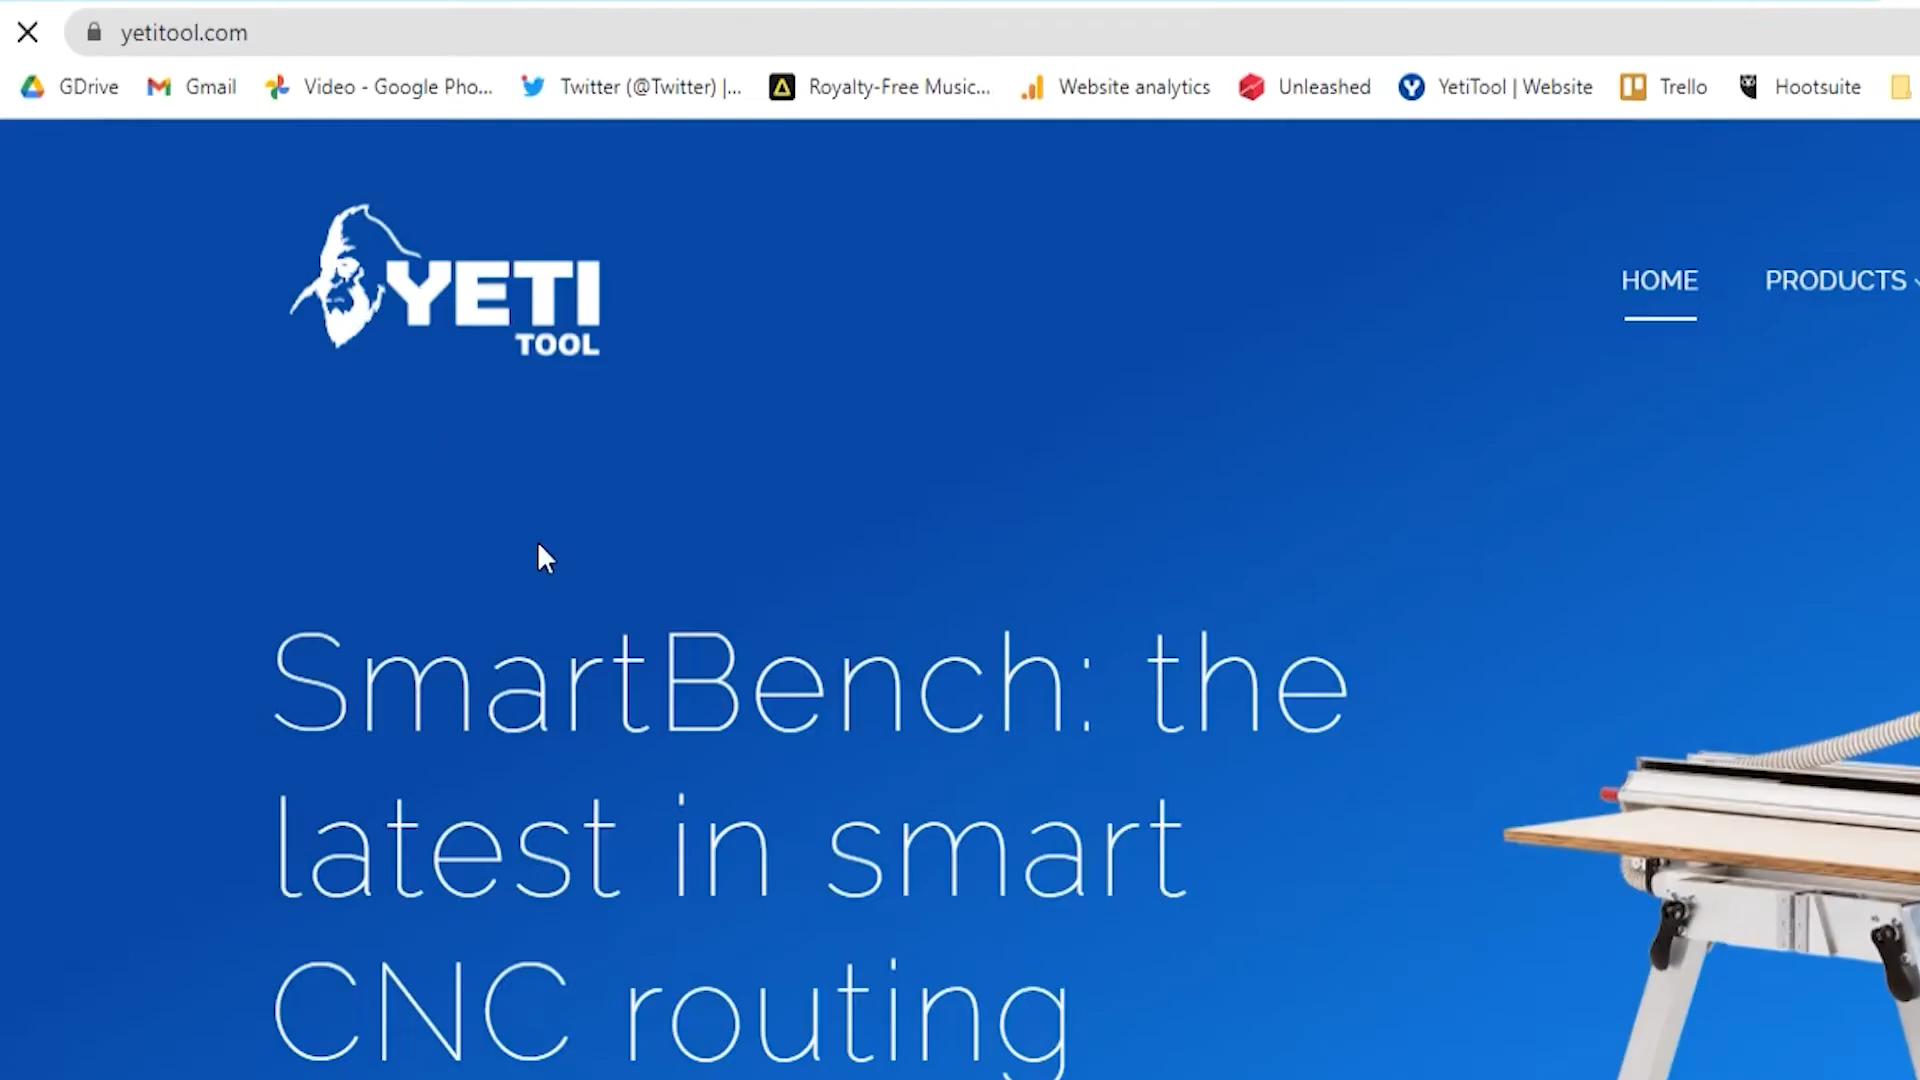 yetitool.com
GDrive Gmail Video - Google Pho... Twitter (@Twitter) |... Royalty-Free Music... Website analytics Unleashed YetiTool | Website Trello Hootsuite
YETI
TOOL
HOME PRODUCTS
SmartBench: the
latest in smart
CNC routing